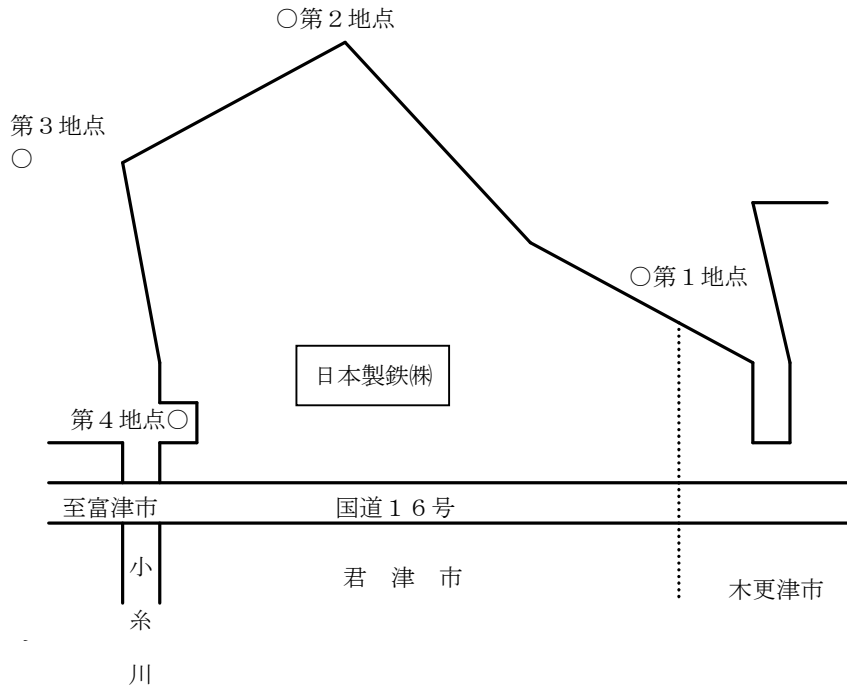 ○第２地点
第３地点
○
○第１地点
日本製鉄㈱
第４地点○
至富津市
国道１６号
小糸川
君津市
木更津市